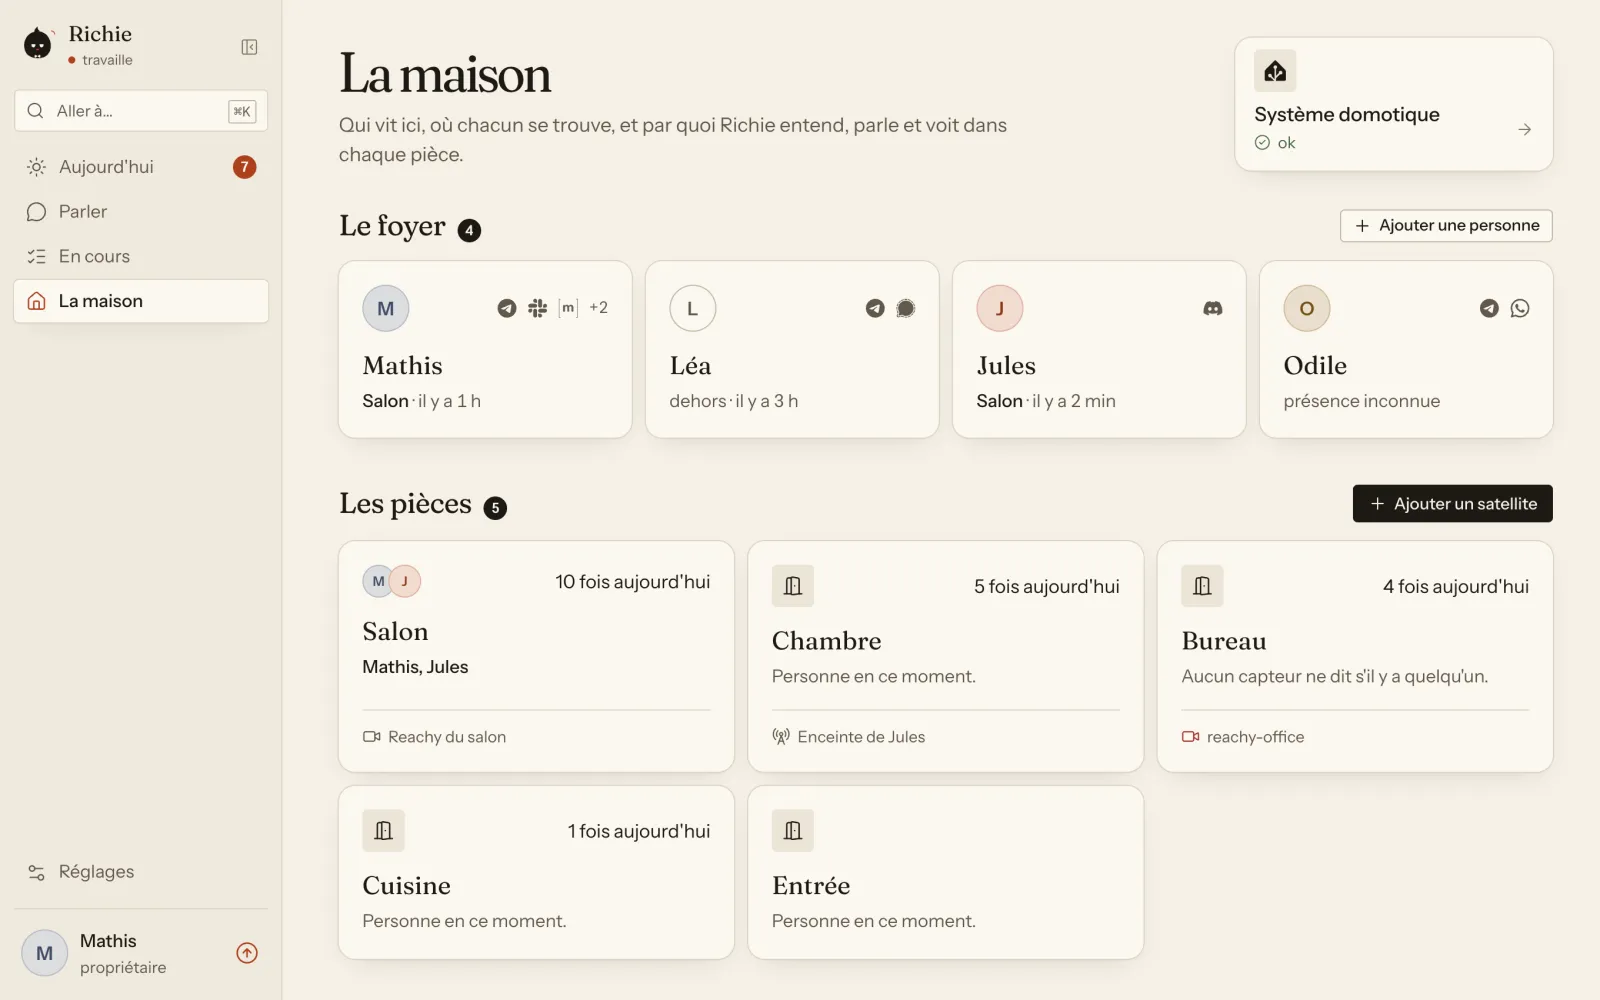 Richie
travaille
Aller à...
⌘K
Aujourd'hui
7
Parler
En cours
La maison
Réglages
M
Mathis
propriétaire
La maison
Qui vit ici, où chacun se trouve, et par quoi Richie entend, parle et voit dans
chaque pièce.
Système domotique
ok
Le foyer 4
+ Ajouter une personne
M
[m] +2
Mathis
Salon · il y a 1 h
L
Léa
dehors · il y a 3 h
J
Jules
Salon · il y a 2 min
O
Odile
présence inconnue
Les pièces 5
+ Ajouter un satellite
M J
10 fois aujourd'hui
Salon
Mathis, Jules
Reachy du salon
5 fois aujourd'hui
Chambre
Personne en ce moment.
Enceinte de Jules
4 fois aujourd'hui
Bureau
Aucun capteur ne dit s'il y a quelqu'un.
reachy-office
1 fois aujourd'hui
Cuisine
Personne en ce moment.
Entrée
Personne en ce moment.